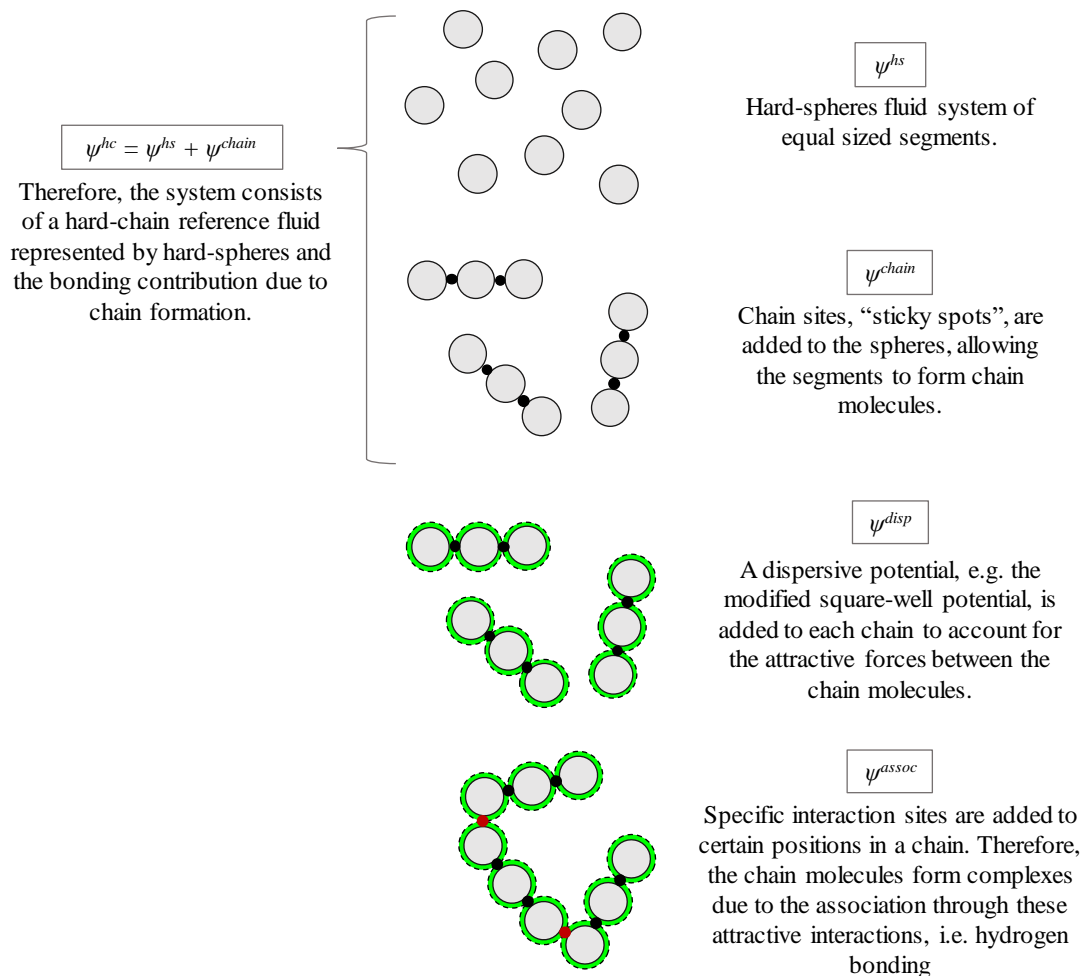 ψ^hs
Hard-spheres fluid system of
equal sized segments.
ψ^hc = ψ^hs + ψ^chain
Therefore, the system consists
of a hard-chain reference fluid
represented by hard-spheres and
the bonding contribution due to
chain formation.
ψ^chain
Chain sites, “sticky spots”, are
added to the spheres, allowing
the segments to form chain
molecules.
ψ^disp
A dispersive potential, e.g. the
modified square-well potential, is
added to each chain to account for
the attractive forces between the
chain molecules.
ψ^assoc
Specific interaction sites are added to
certain positions in a chain. Therefore,
the chain molecules form complexes
due to the association through these
attractive interactions, i.e. hydrogen
bonding